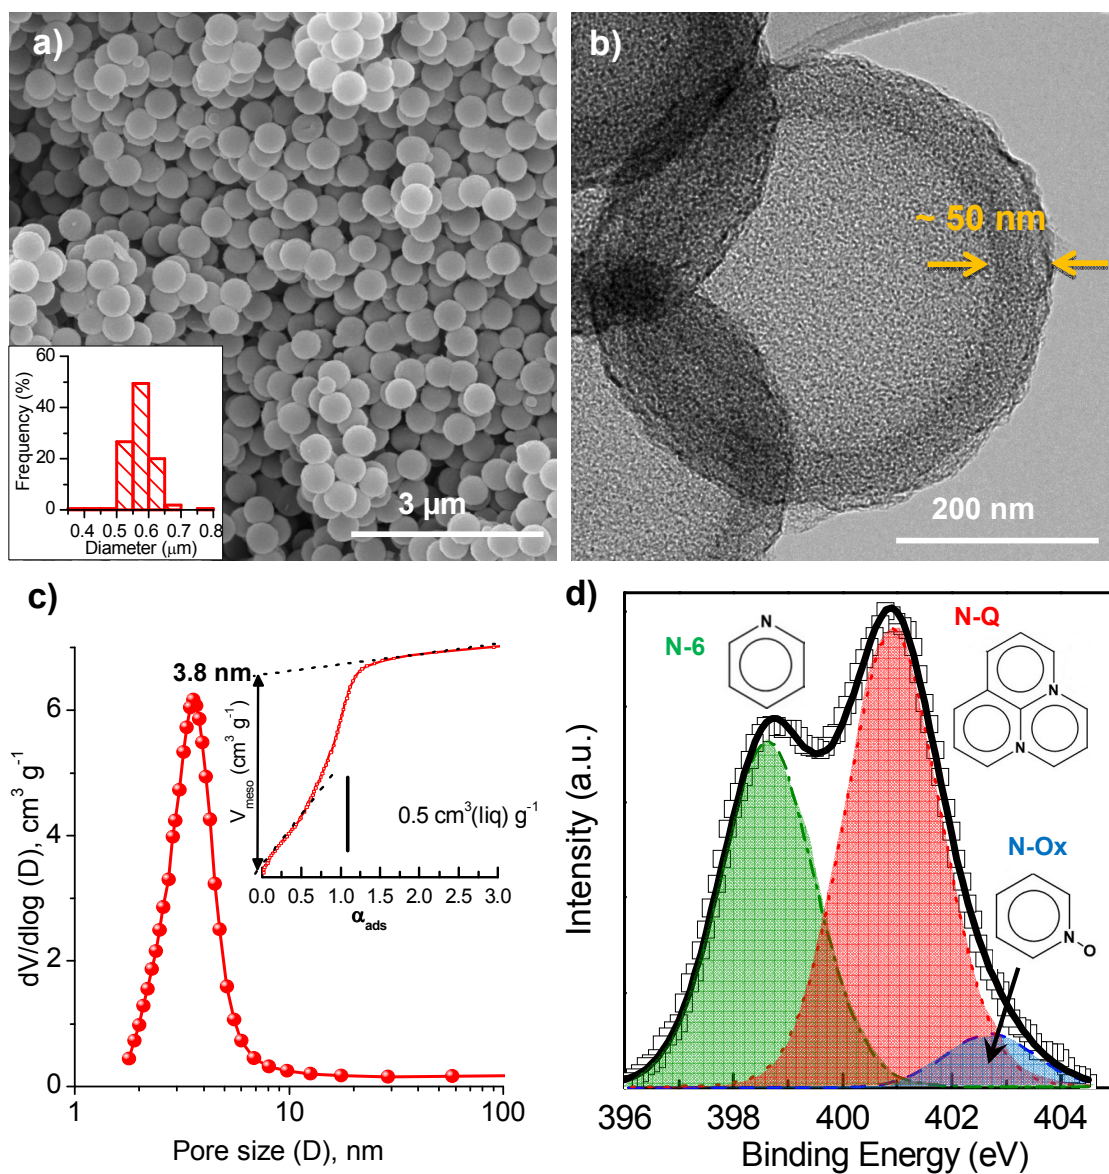 a)
3 µm
60
40
20
0
Frequency (%)
0.4 0.5 0.6 0.7 0.8
Diameter (µm)
b)
~ 50 nm
200 nm
c)
3.8 nm
6
4
2
0
dV/dlog (D), cm³ g⁻¹
1 10 100
Pore size (D), nm
V_meso (cm³ g⁻¹)
0.5 cm³(liq) g⁻¹
0.0 0.5 1.0 1.5 2.0 2.5 3.0
α_ads
d)
N-6
N
N-Q
N
N
N-Ox
N
O
Intensity (a.u.)
396 398 400 402 404
Binding Energy (eV)